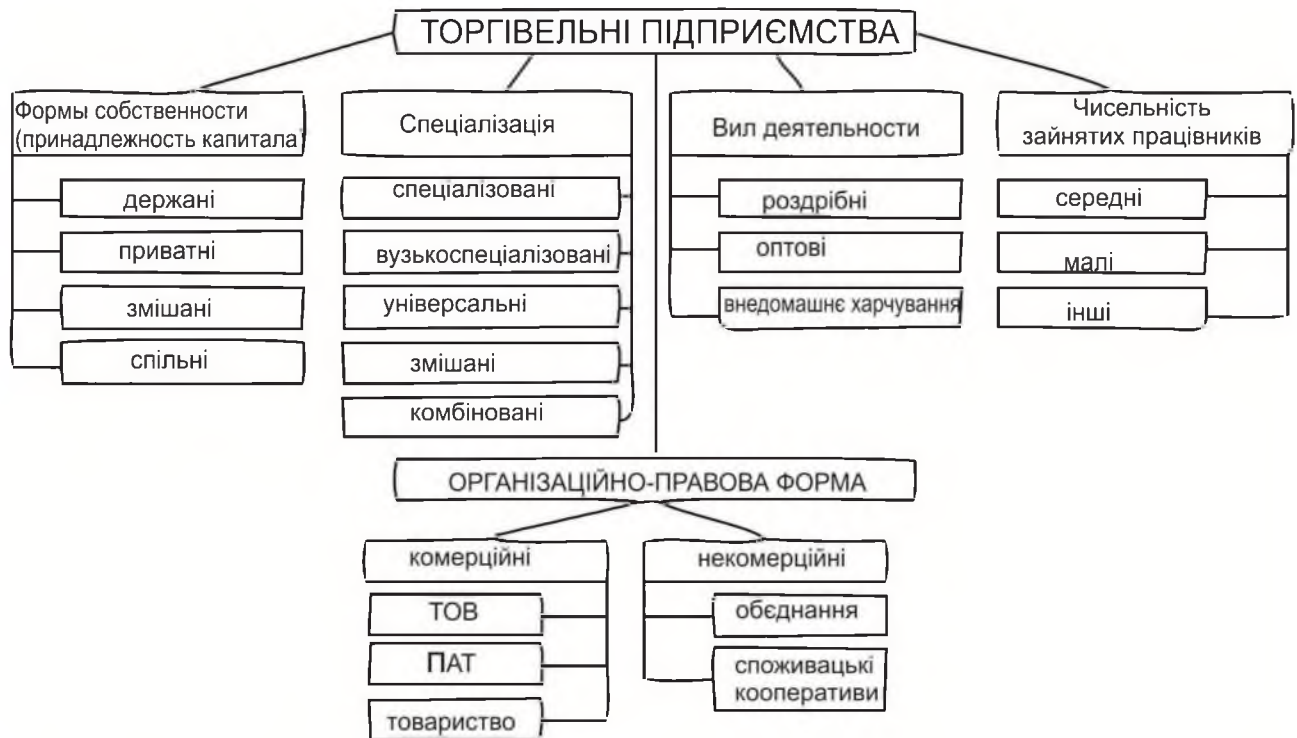 ТОРГІВЕЛЬНІ ПІДПРИЄМСТВА
Формы собственности
(принадлежность капитала
держані
приватні
змішані
спільні
Спеціалізація
спеціалізовані
вузькоспеціалізовані
універсальні
змішані
комбіновані
Вил деятельности
роздрібні
оптові
внедомашнє харчування
Чисельність
зайнятих працівників
середні
малі
інші
ОРГАНІЗАЦІЙНО-ПРАВОВА ФОРМА
комерційні
ТОВ
ПАТ
товариство
некомерційні
обєднання
споживацькі
кооперативи